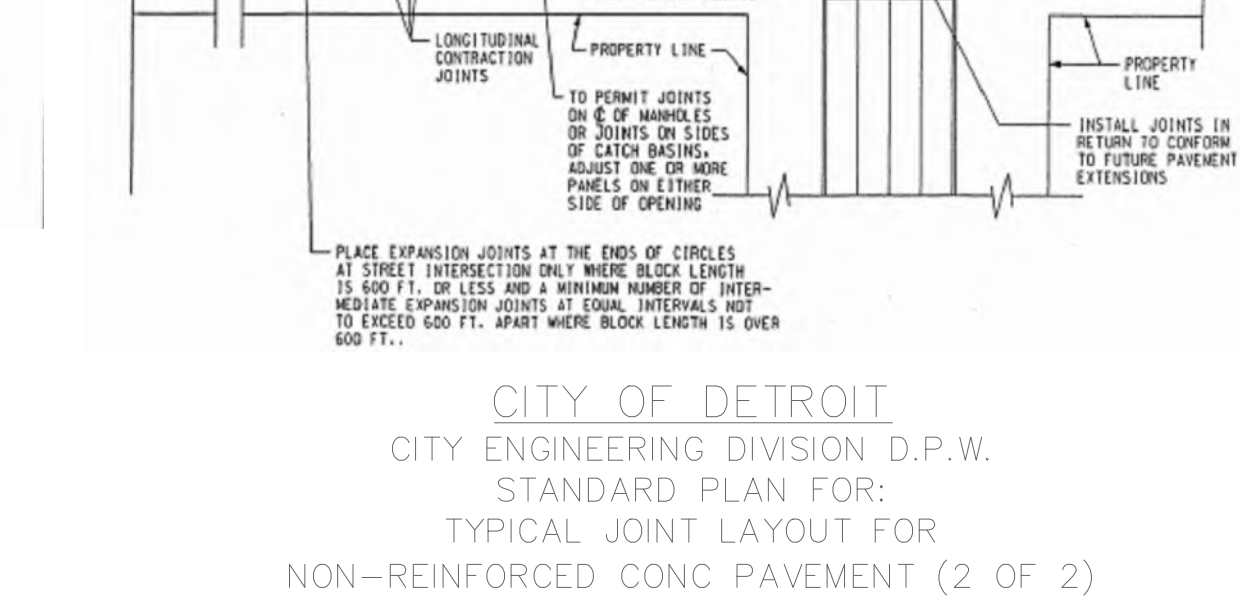 LONGITUDINAL
CONTRACTION
JOINTS
PROPERTY LINE
PROPERTY
LINE
TO PERMIT JOINTS
ON ℄ OF MANHOLES
OR JOINTS ON SIDES
OF CATCH BASINS,
ADJUST ONE OR MORE
PANELS ON EITHER
SIDE OF OPENING
INSTALL JOINTS IN
RETURN TO CONFORM
TO FUTURE PAVEMENT
EXTENSIONS
PLACE EXPANSION JOINTS AT THE ENDS OF CIRCLES
AT STREET INTERSECTION ONLY WHERE BLOCK LENGTH
IS 600 FT. OR LESS AND A MINIMUM NUMBER OF INTER-
MEDIATE EXPANSION JOINTS AT EQUAL INTERVALS NOT
TO EXCEED 600 FT. APART WHERE BLOCK LENGTH IS OVER
600 FT..
CITY OF DETROIT
CITY ENGINEERING DIVISION D.P.W.
STANDARD PLAN FOR:
TYPICAL JOINT LAYOUT FOR
NON-REINFORCED CONC PAVEMENT (2 OF 2)